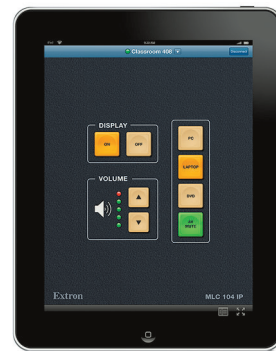 Classroom 408
Disconnect
DISPLAY
ON
OFF
VOLUME
PC
LAPTOP
DVD
AV
MUTE
Extron
MLC 104 IP